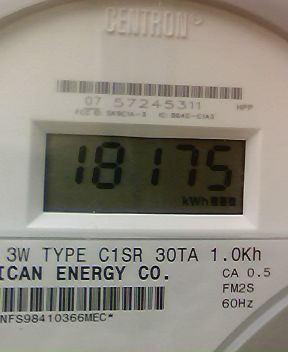 CENTRON
07 57245311 HPP
18175
kWh
3W TYPE C1SR 30TA 1.0Kh
ICAN ENERGY CO.
CA 0.5
FM2S
60Hz
NFS98410366MEC*